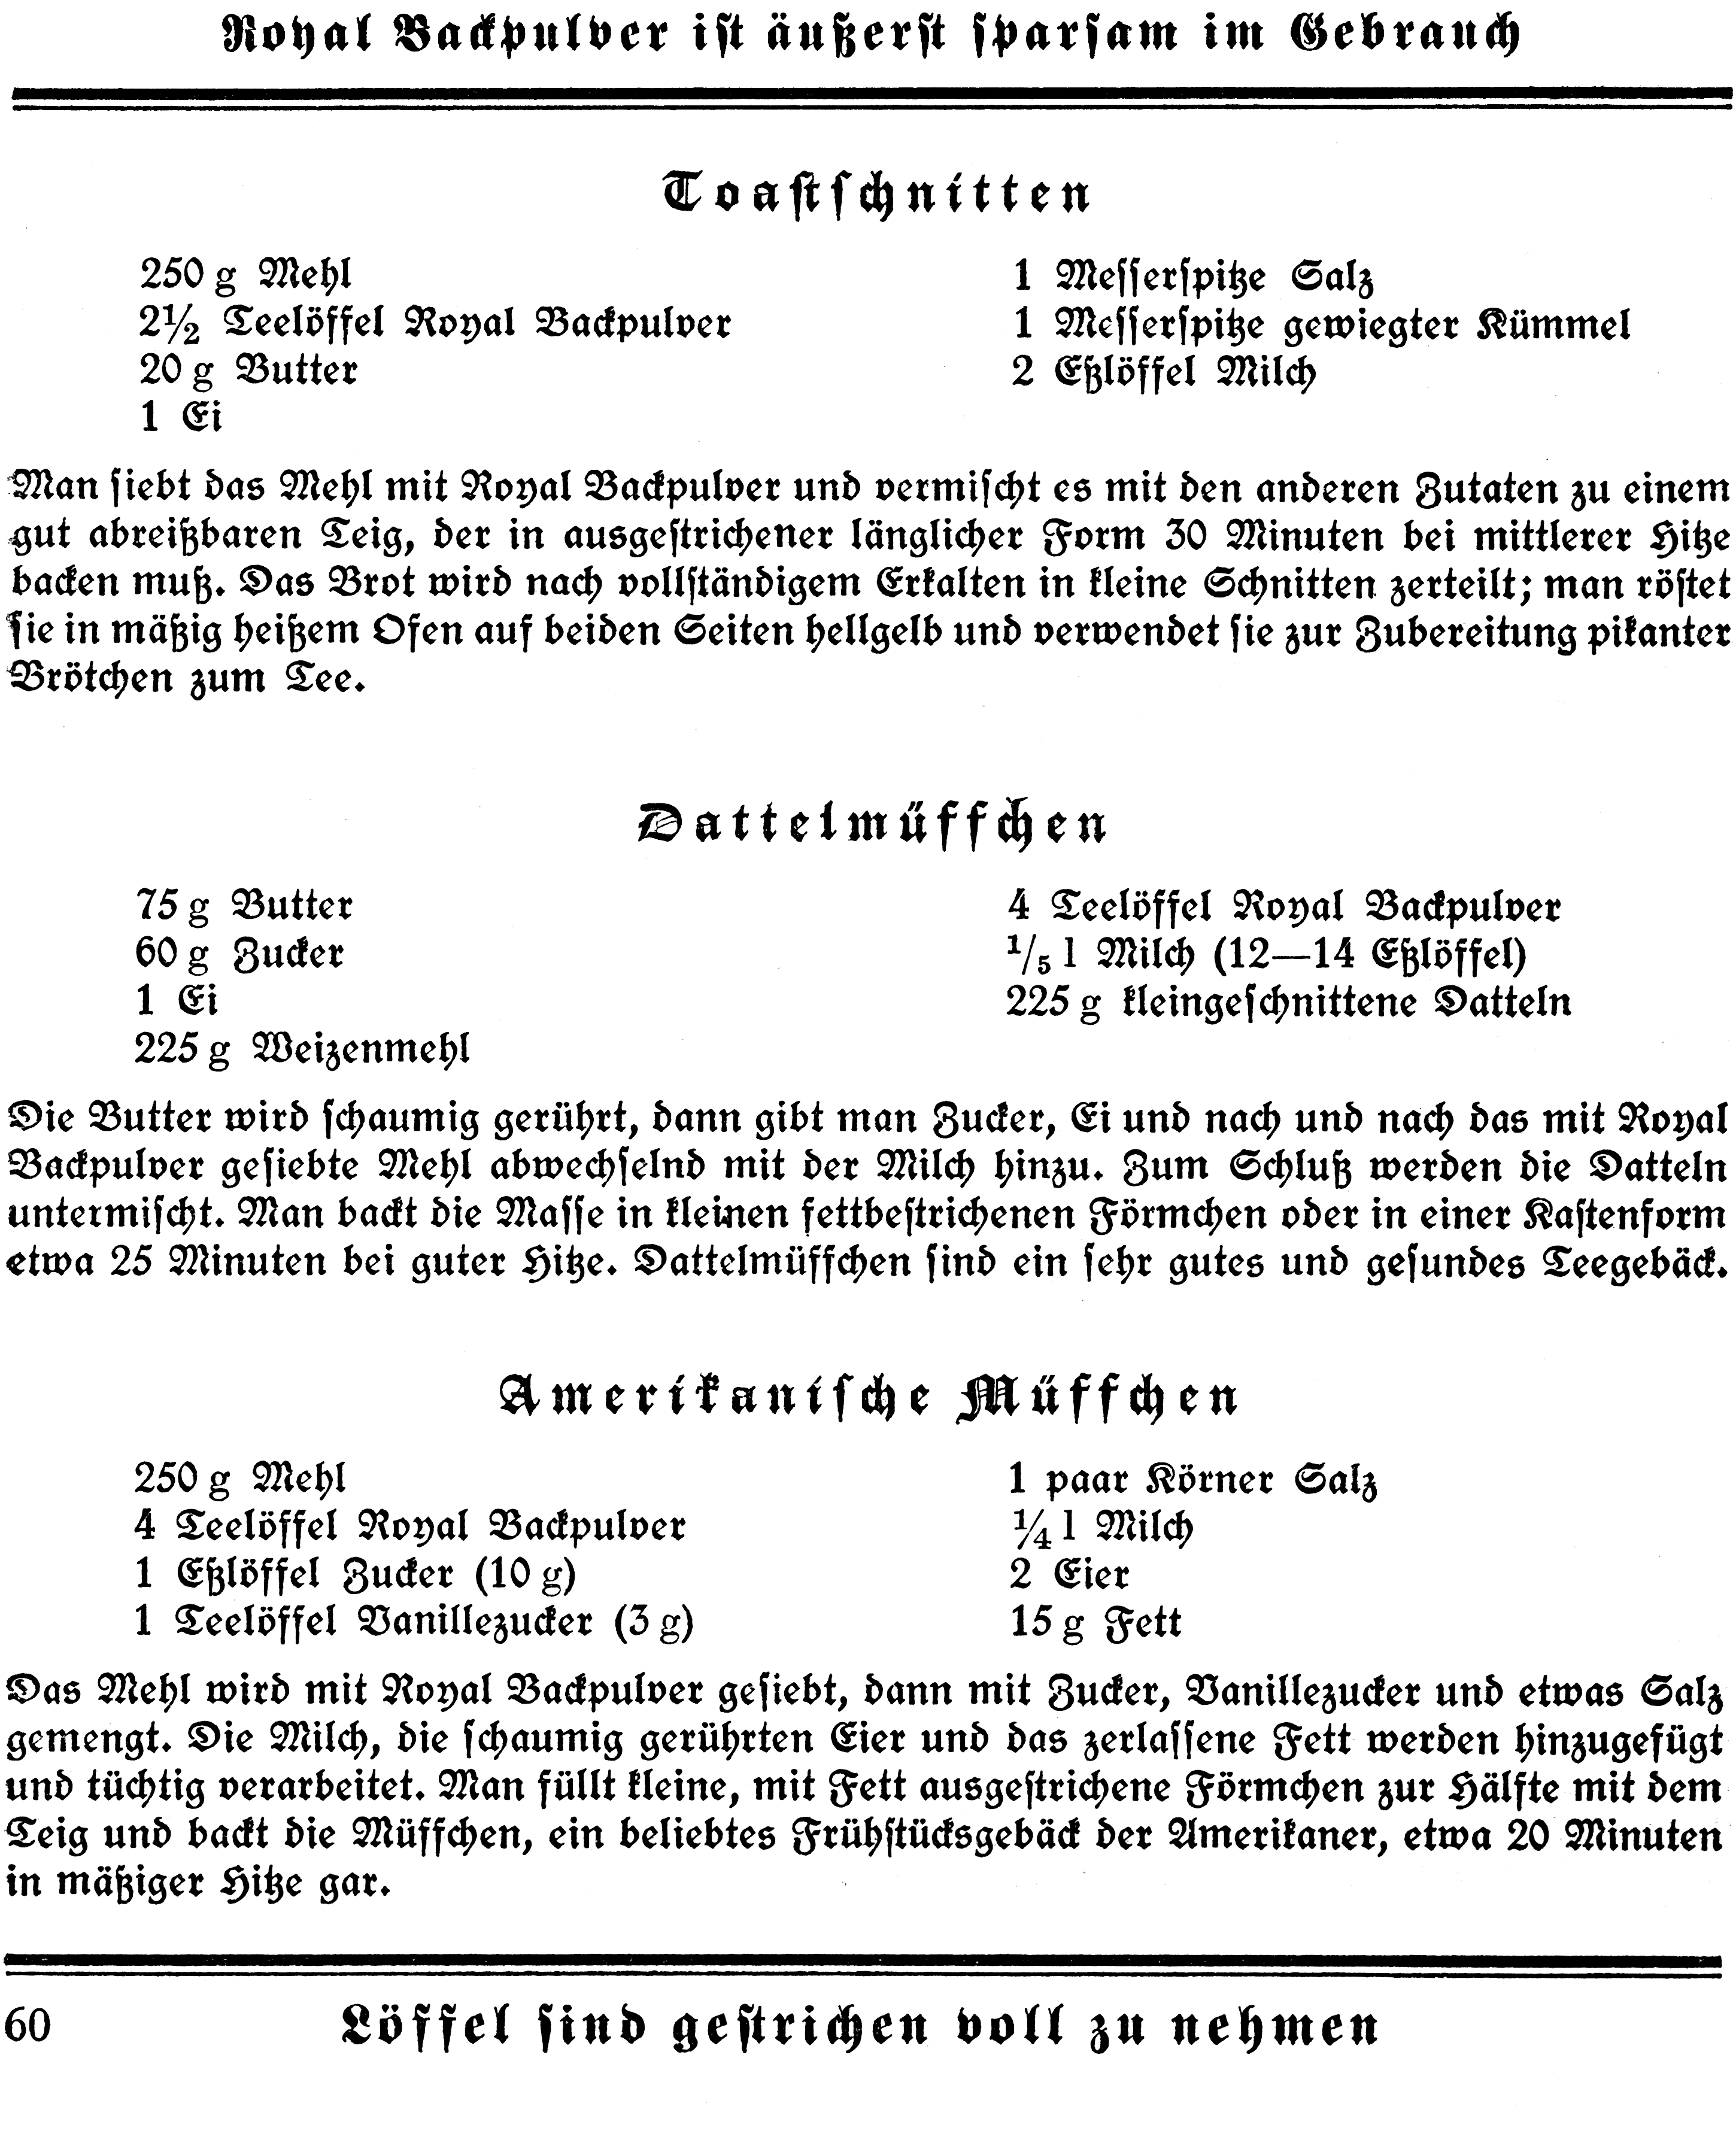 Royal Backpulver ist äußerst sparsam im Gebrauch
Toastschnitten
250 g Mehl
2½ Teelöffel Royal Backpulver
20 g Butter
1 Ei
1 Messerspitze Salz
1 Messerspitze gewiegter Kümmel
2 Eßlöffel Milch
Man siebt das Mehl mit Royal Backpulver und vermischt es mit den anderen Zutaten zu einem
gut abreißbaren Teig, der in ausgestrichener länglicher Form 30 Minuten bei mittlerer Hitze
backen muß. Das Brot wird nach vollständigem Erkalten in kleine Schnitten zerteilt; man röstet
sie in mäßig heißem Ofen auf beiden Seiten hellgelb und verwendet sie zur Zubereitung pikanter
Brötchen zum Tee.
Dattelmüffchen
75 g Butter
60 g Zucker
1 Ei
225 g Weizenmehl
4 Teelöffel Royal Backpulver
1/5 l Milch (12—14 Eßlöffel)
225 g kleingeschnittene Datteln
Die Butter wird schaumig gerührt, dann gibt man Zucker, Ei und nach und nach das mit Royal
Backpulver gesiebte Mehl abwechselnd mit der Milch hinzu. Zum Schluß werden die Datteln
untermischt. Man backt die Masse in kleinen fettbestrichenen Förmchen oder in einer Kastenform
etwa 25 Minuten bei guter Hitze. Dattelmüffchen sind ein sehr gutes und gesundes Teegebäck.
Amerikanische Müffchen
250 g Mehl
4 Teelöffel Royal Backpulver
1 Eßlöffel Zucker (10 g)
1 Teelöffel Vanillezucker (3 g)
1 paar Körner Salz
¼ l Milch
2 Eier
15 g Fett
Das Mehl wird mit Royal Backpulver gesiebt, dann mit Zucker, Vanillezucker und etwas Salz
gemengt. Die Milch, die schaumig gerührten Eier und das zerlassene Fett werden hinzugefügt
und tüchtig verarbeitet. Man füllt kleine, mit Fett ausgestrichene Förmchen zur Hälfte mit dem
Teig und backt die Müffchen, ein beliebtes Frühstücksgebäck der Amerikaner, etwa 20 Minuten
in mäßiger Hitze gar.
60
Löffel sind gestrichen voll zu nehmen